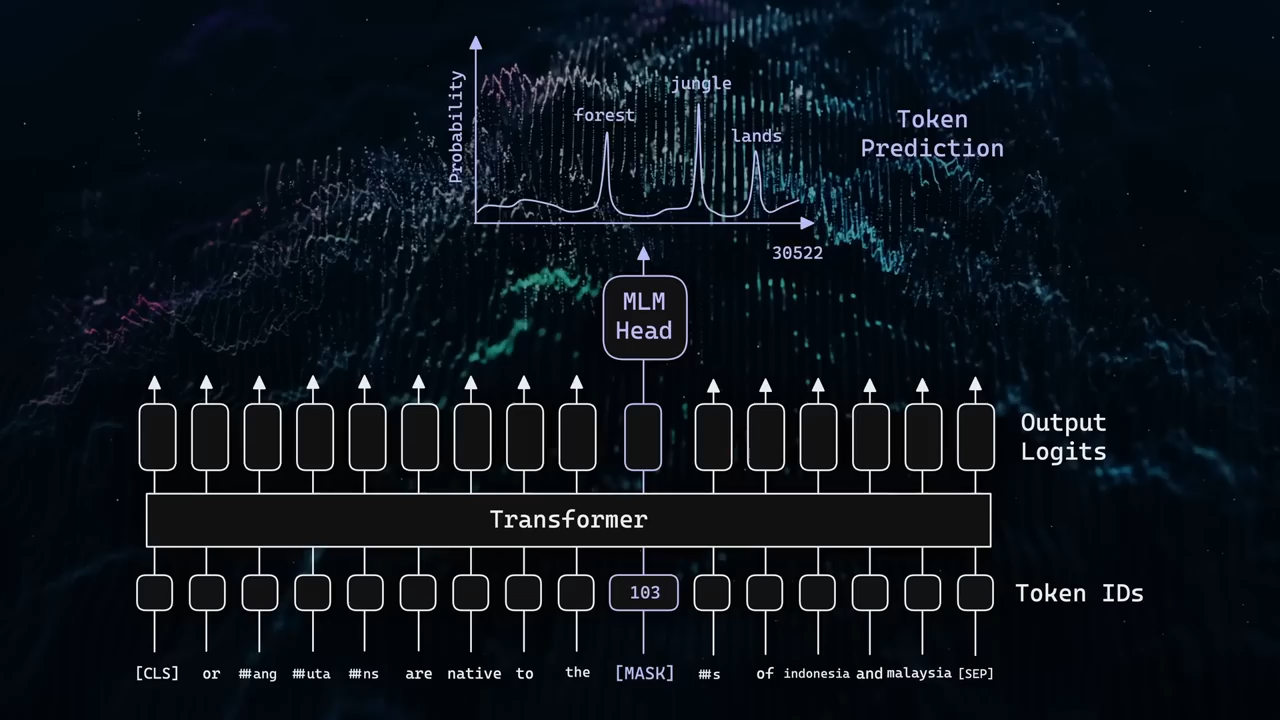 Probability
forest
jungle
lands
30522
Token
Prediction
MLM
Head
Output
Logits
Transformer
103
Token IDs
[CLS] or ##ang ##uta ##ns are native to the [MASK] ##s of indonesia and malaysia [SEP]